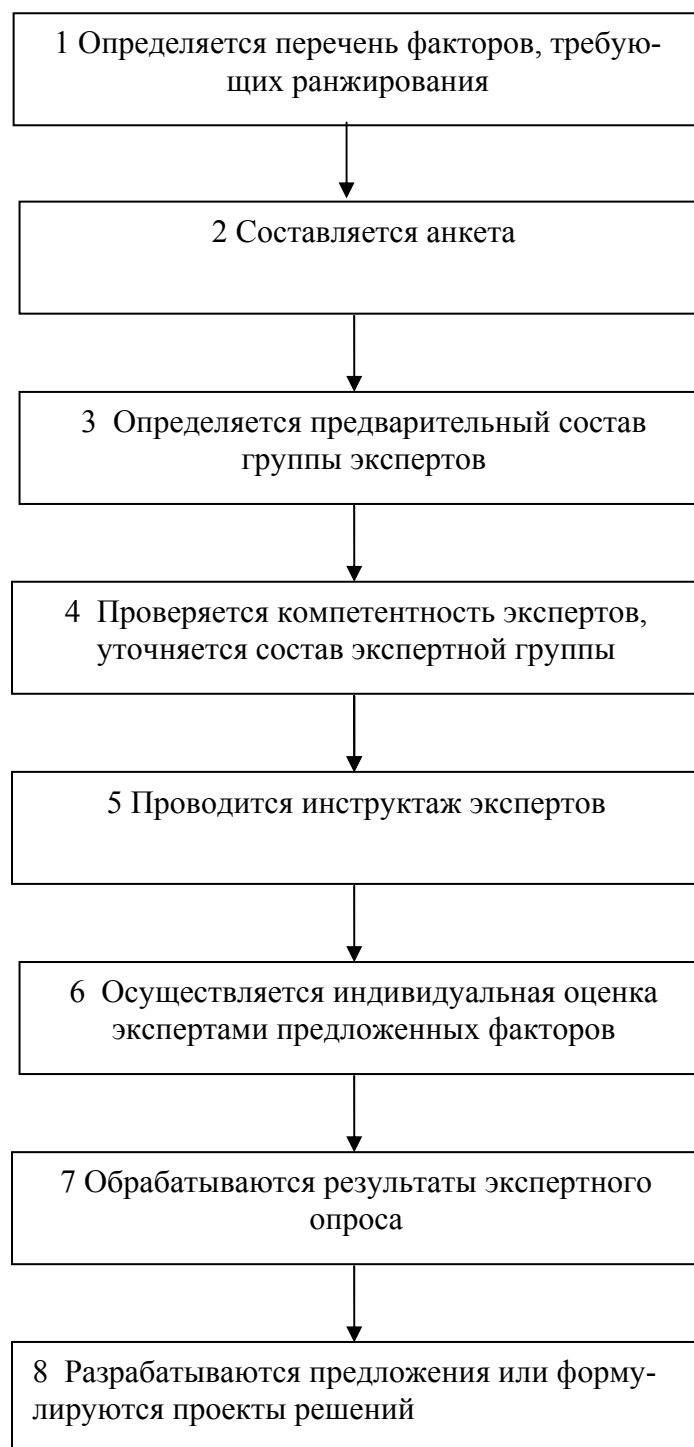 1 Определяется перечень факторов, требую-
щих ранжирования
2 Составляется анкета
3 Определяется предварительный состав
группы экспертов
4 Проверяется компетентность экспертов,
уточняется состав экспертной группы
5 Проводится инструктаж экспертов
6 Осуществляется индивидуальная оценка
экспертами предложенных факторов
7 Обрабатываются результаты экспертного
опроса
8 Разрабатываются предложения или форму-
лируются проекты решений